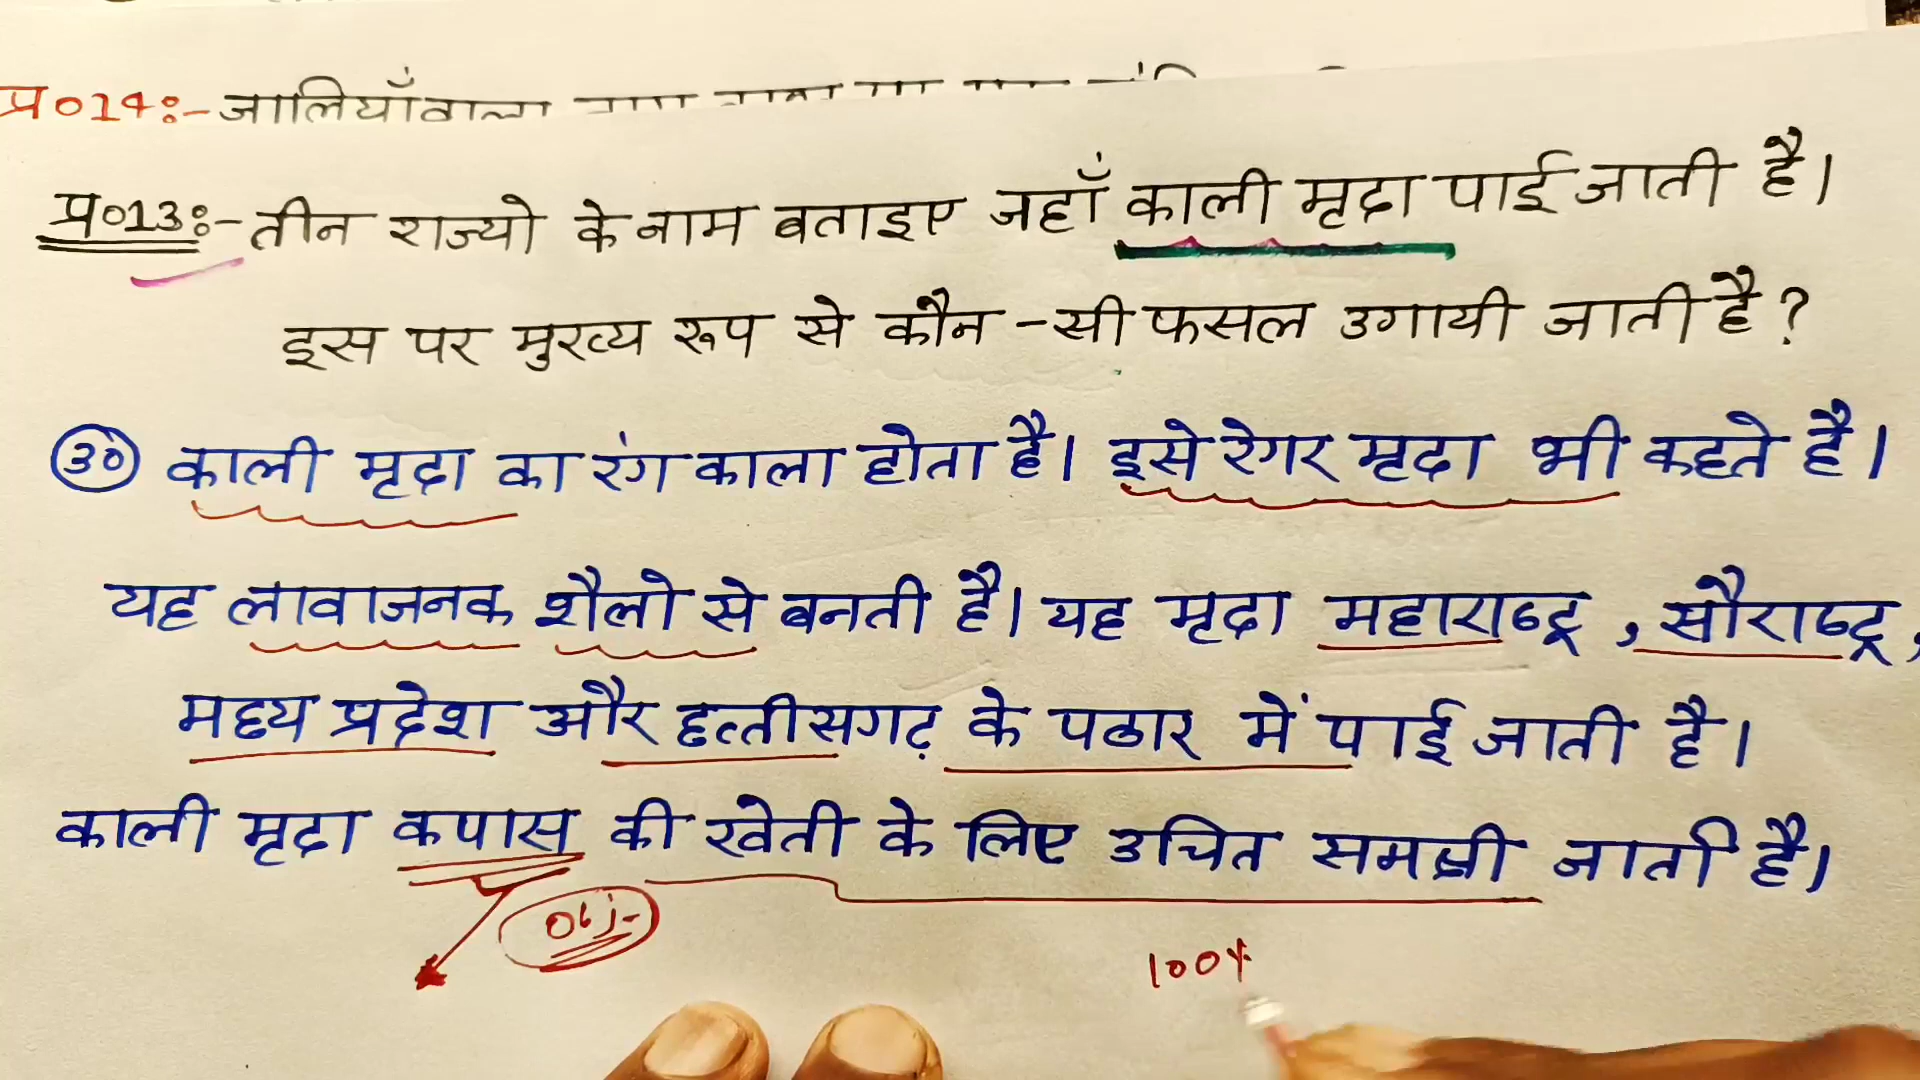 प्र०14:- जालियाँवाला
प्र०13:- तीन राज्यो के नाम बताइए जहाँ काली मृदा पाई जाती है।
इस पर मुख्य रूप से कौन -सी फसल उगायी जाती है?
उ० काली मृदा का रंग काला होता है। इसे रेगर मृदा भी कहते है।
यह लावाजनक शैलो से बनती है। यह मृदा महाराष्ट्र, सौराष्ट्र,
मध्य प्रदेश और छत्तीसगढ़ के पठार में पाई जाती है।
काली मृदा कपास की खेती के लिए उचित समझी जाती है।
Obj-
100%